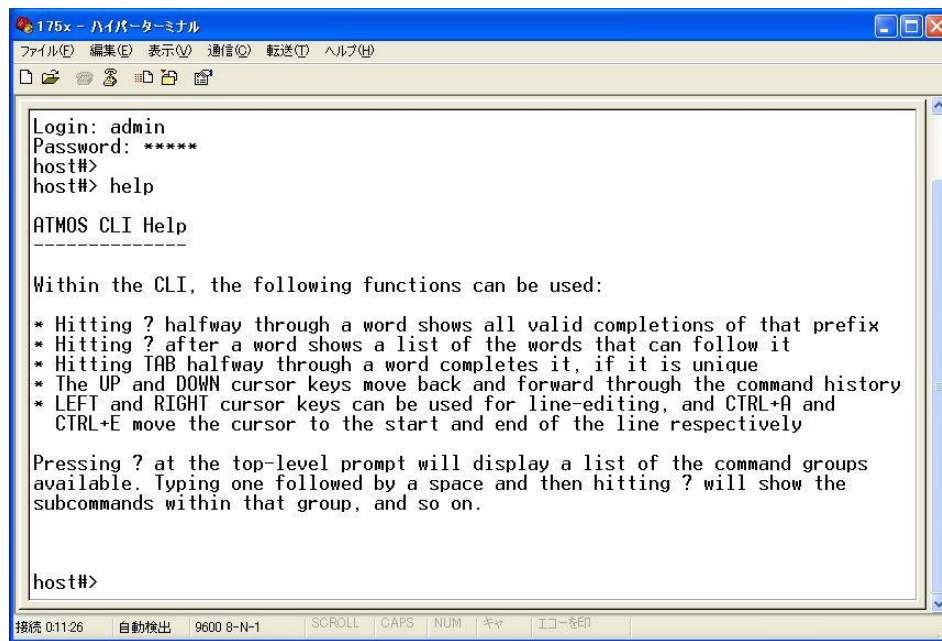 175x - ハイパーターミナル
ファイル(F) 編集(E) 表示(V) 通信(C) 転送(T) ヘルプ(H)
Login: admin
Password: *****
host#>
host#> help
ATMOS CLI Help
--------------
Within the CLI, the following functions can be used:
* Hitting ? halfway through a word shows all valid completions of that prefix
* Hitting ? after a word shows a list of the words that can follow it
* Hitting TAB halfway through a word completes it, if it is unique
* The UP and DOWN cursor keys move back and forward through the command history
* LEFT and RIGHT cursor keys can be used for line-editing, and CTRL+A and
CTRL+E move the cursor to the start and end of the line respectively
Pressing ? at the top-level prompt will display a list of the command groups
available. Typing one followed by a space and then hitting ? will show the
subcommands within that group, and so on.
host#>
接続 0:11:26 自動検出 9600 8-N-1 SCROLL CAPS NUM キャ エコーを印